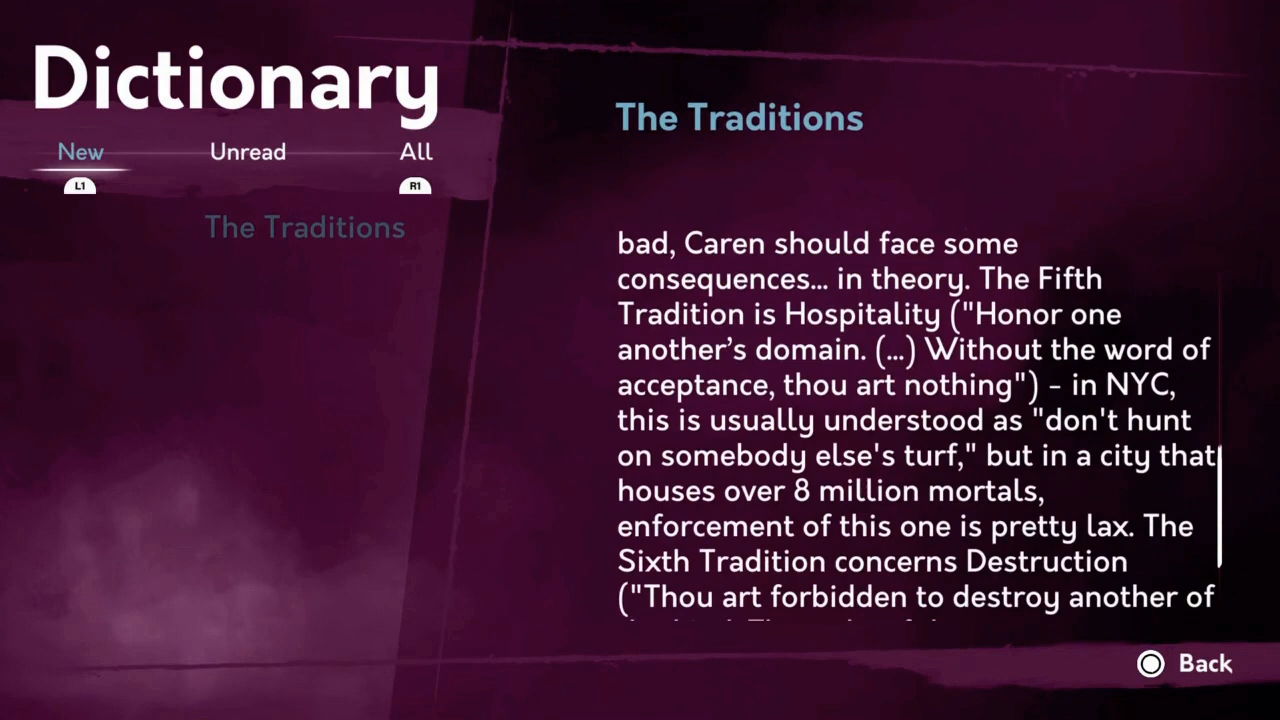 Dictionary
New Unread All
L1 R1
The Traditions
The Traditions
bad, Caren should face some
consequences... in theory. The Fifth
Tradition is Hospitality ("Honor one
another's domain. (...) Without the word of
acceptance, thou art nothing") - in NYC,
this is usually understood as "don't hunt
on somebody else's turf," but in a city that
houses over 8 million mortals,
enforcement of this one is pretty lax. The
Sixth Tradition concerns Destruction
("Thou art forbidden to destroy another of
Back